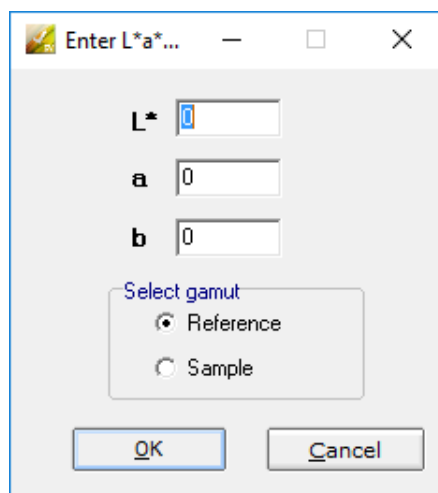 Enter L*a*...
L* 0
a 0
b 0
Select gamut
Reference
Sample
OK Cancel